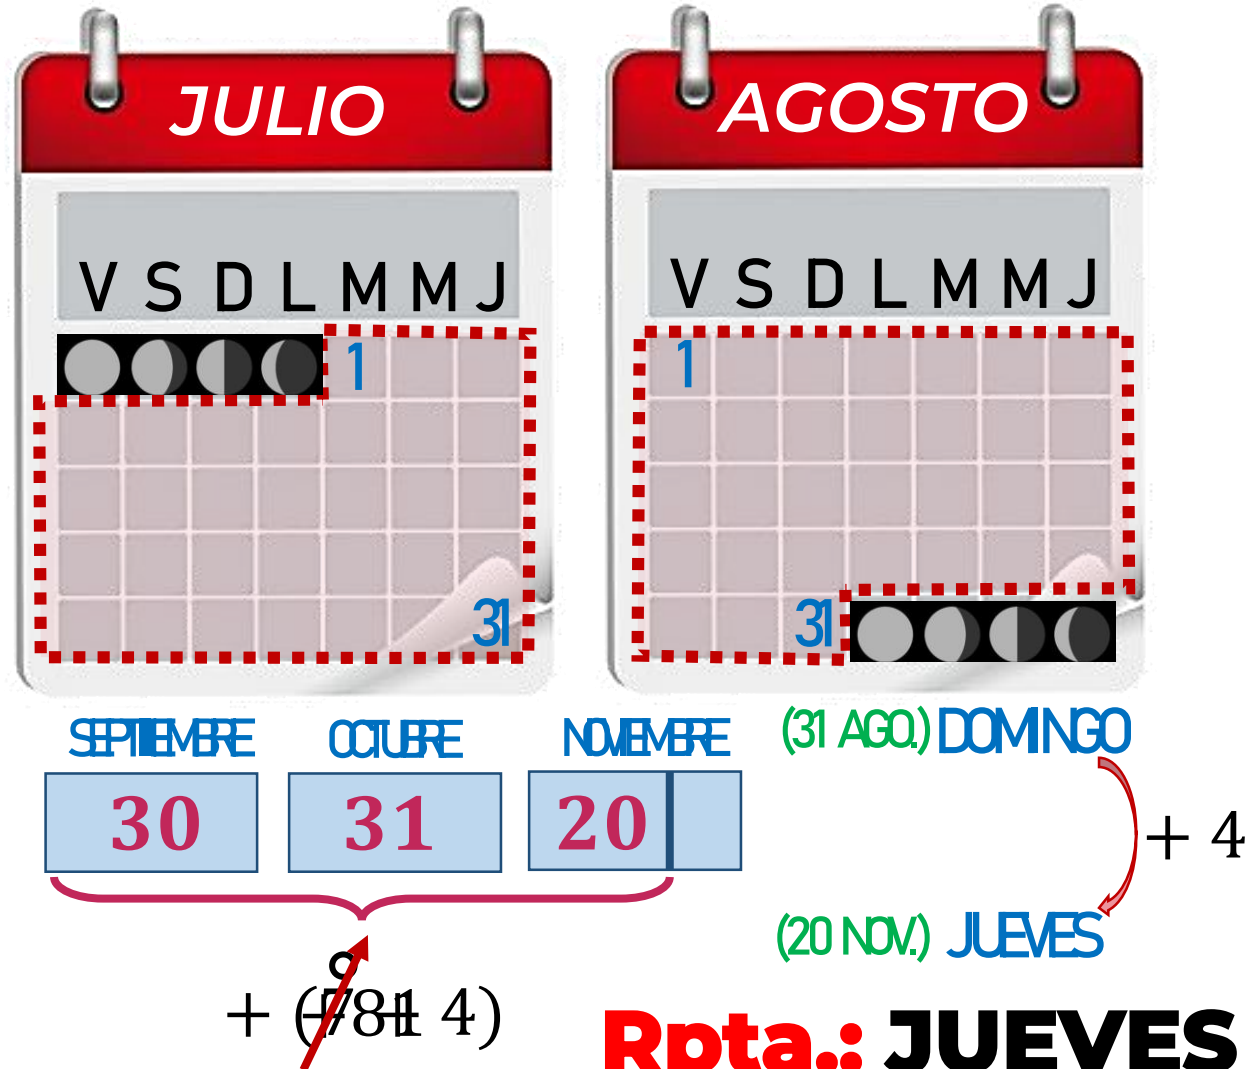 JULIO
V S D L M M J
1
31
AGOSTO
V S D L M M J
1
31
SEPTIEMBRE OCTUBRE NOVIEMBRE
30 31 20
(31 AGO.) DOMINGO
+ 4
(20 NOV.) JUEVES
Rpta.: JUEVES